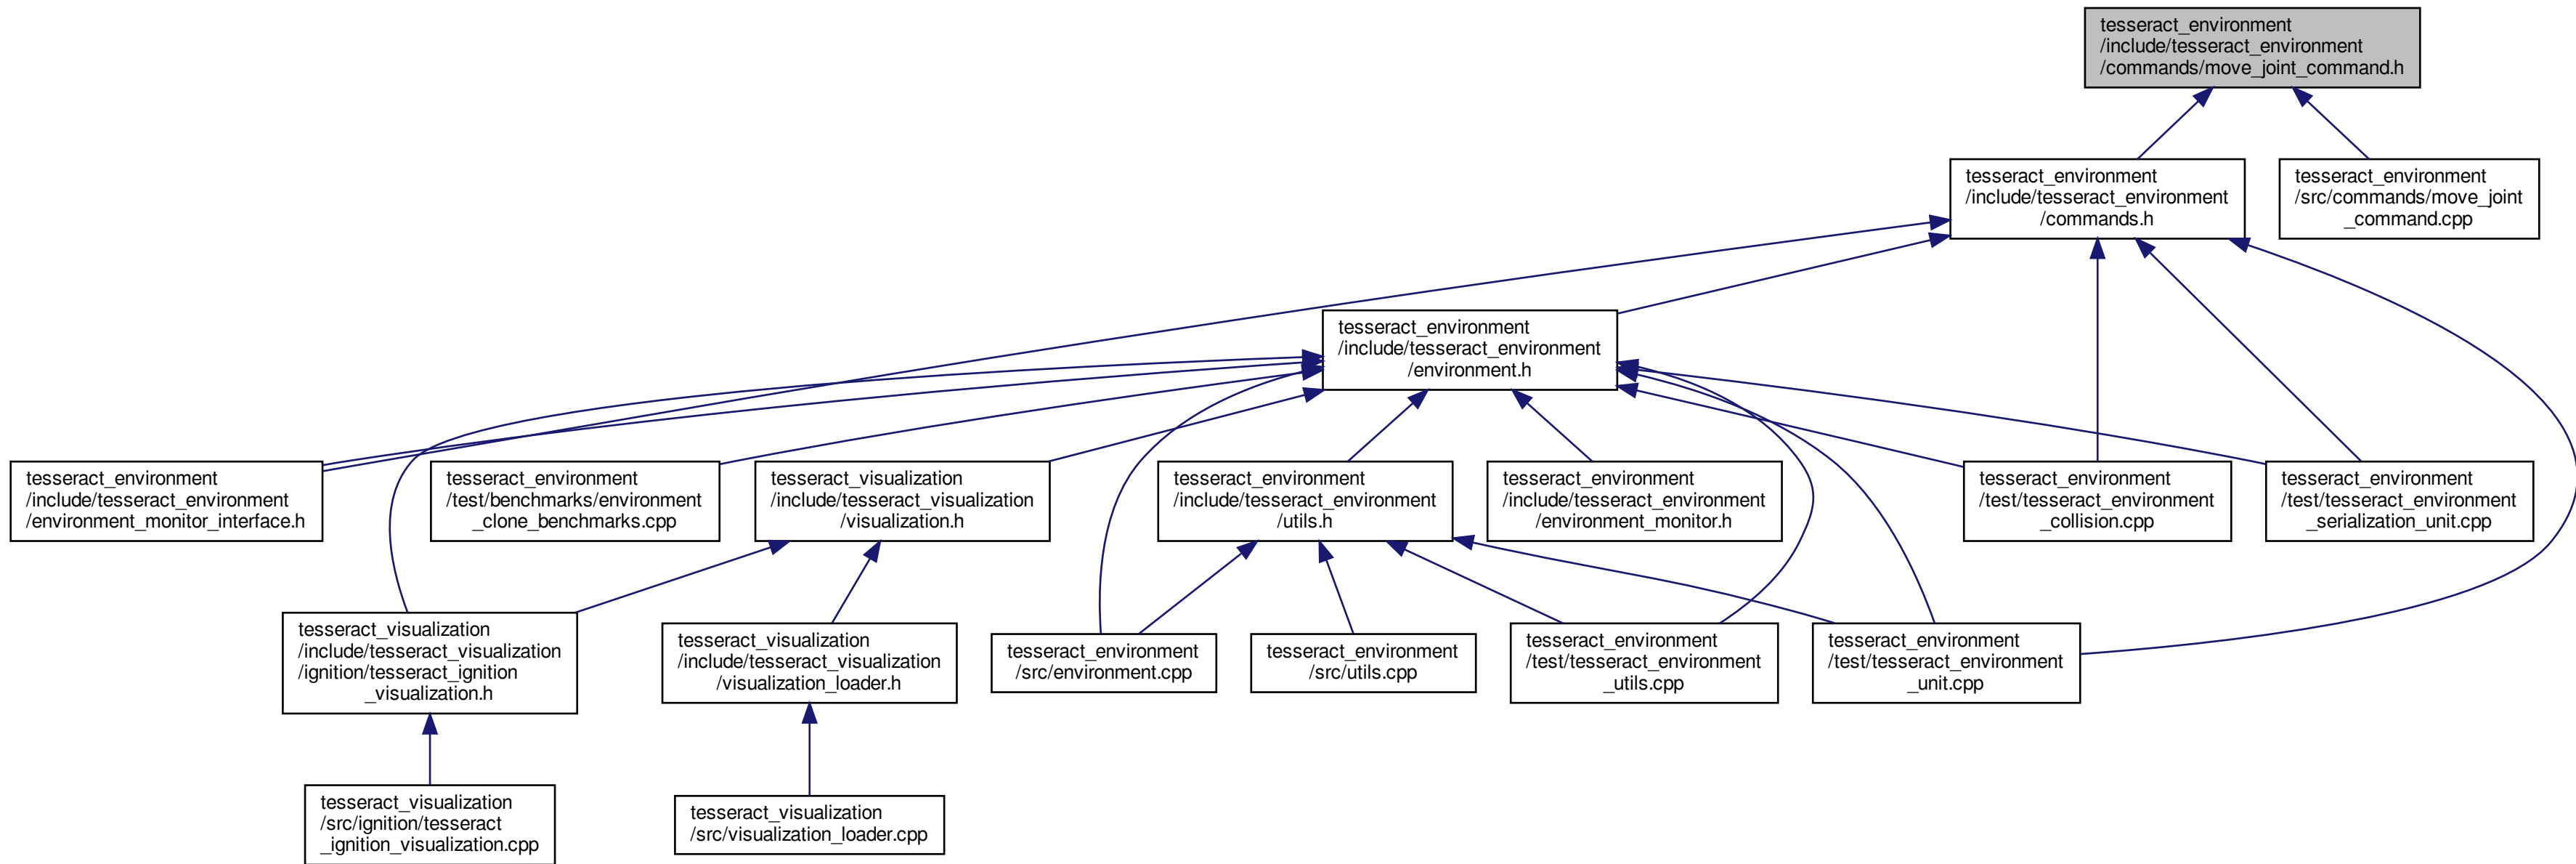 tesseract_environment
/include/tesseract_environment
/commands/move_joint_command.h
tesseract_environment
/include/tesseract_environment
/commands.h
tesseract_environment
/src/commands/move_joint
_command.cpp
tesseract_environment
/include/tesseract_environment
/environment.h
tesseract_environment
/include/tesseract_environment
/environment_monitor_interface.h
tesseract_environment
/test/benchmarks/environment
_clone_benchmarks.cpp
tesseract_visualization
/include/tesseract_visualization
/visualization.h
tesseract_environment
/include/tesseract_environment
/utils.h
tesseract_environment
/include/tesseract_environment
/environment_monitor.h
tesseract_environment
/test/tesseract_environment
_collision.cpp
tesseract_environment
/test/tesseract_environment
_serialization_unit.cpp
tesseract_visualization
/include/tesseract_visualization
/ignition/tesseract_ignition
_visualization.h
tesseract_visualization
/include/tesseract_visualization
/visualization_loader.h
tesseract_environment
/src/environment.cpp
tesseract_environment
/src/utils.cpp
tesseract_environment
/test/tesseract_environment
_utils.cpp
tesseract_environment
/test/tesseract_environment
_unit.cpp
tesseract_visualization
/src/ignition/tesseract
_ignition_visualization.cpp
tesseract_visualization
/src/visualization_loader.cpp